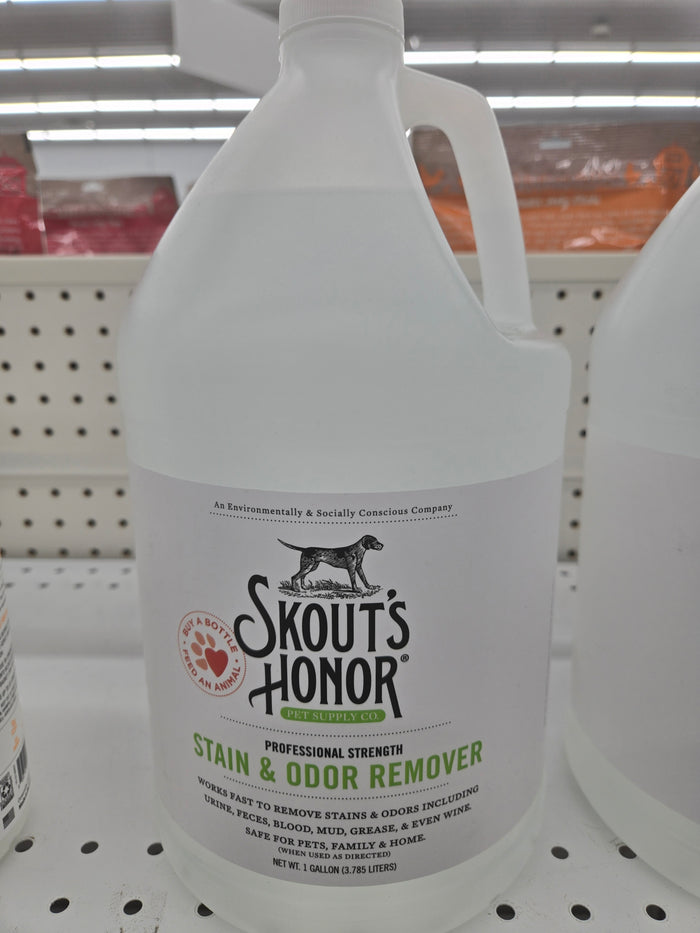 An Environmentally & Socially Conscious Company
BUY A BOTTLE
FEED AN ANIMAL
SKOUT'S
HONOR®
PET SUPPLY CO.
PROFESSIONAL STRENGTH
STAIN & ODOR REMOVER
WORKS FAST TO REMOVE STAINS & ODORS INCLUDING
URINE, FECES, BLOOD, MUD, GREASE, & EVEN WINE.
SAFE FOR PETS, FAMILY & HOME.
(WHEN USED AS DIRECTED)
NET WT. 1 GALLON (3.785 LITERS)